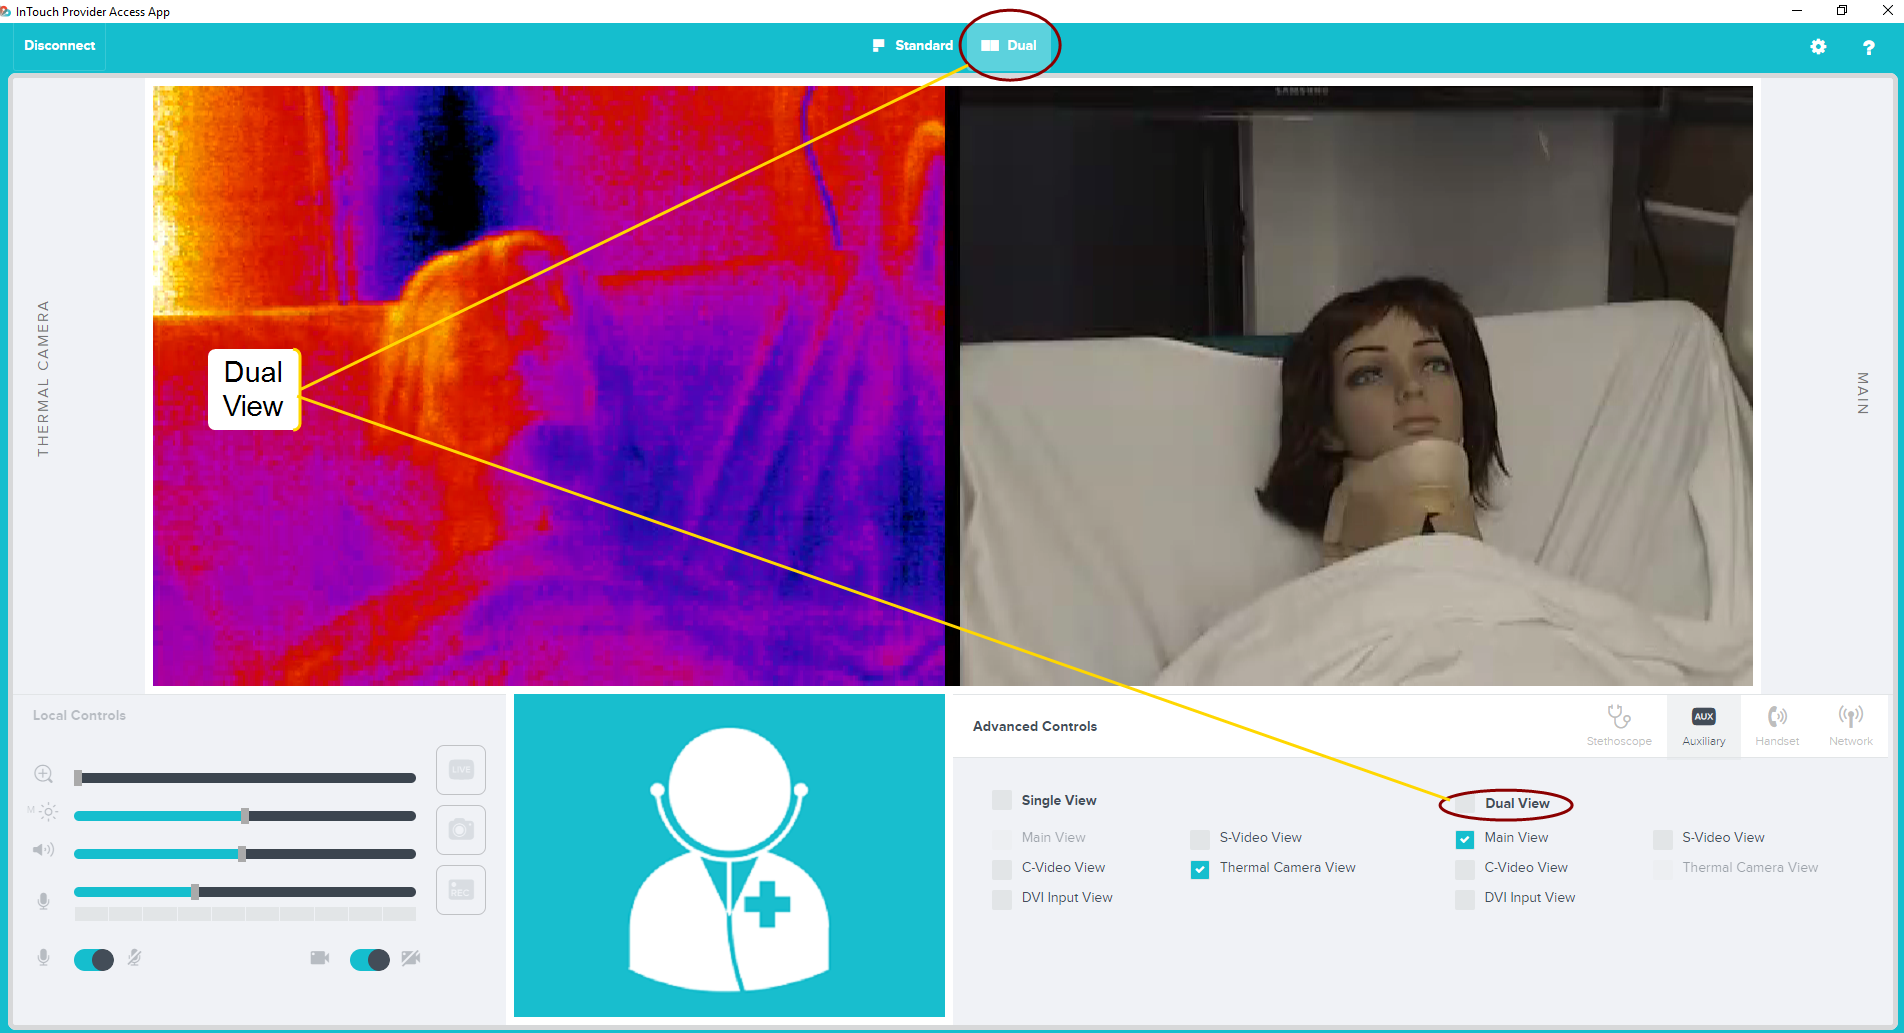 InTouch Provider Access App
Disconnect
Standard
Dual
?
SAMSUNG
THERMAL CAMERA
Dual
View
MAIN
Local Controls
M
LIVE
REC
Advanced Controls
Stethoscope
AUX
Auxiliary
Handset
Network
Single View
Main View
S-Video View
C-Video View
Thermal Camera View
DVI Input View
Dual View
Main View
S-Video View
C-Video View
Thermal Camera View
DVI Input View